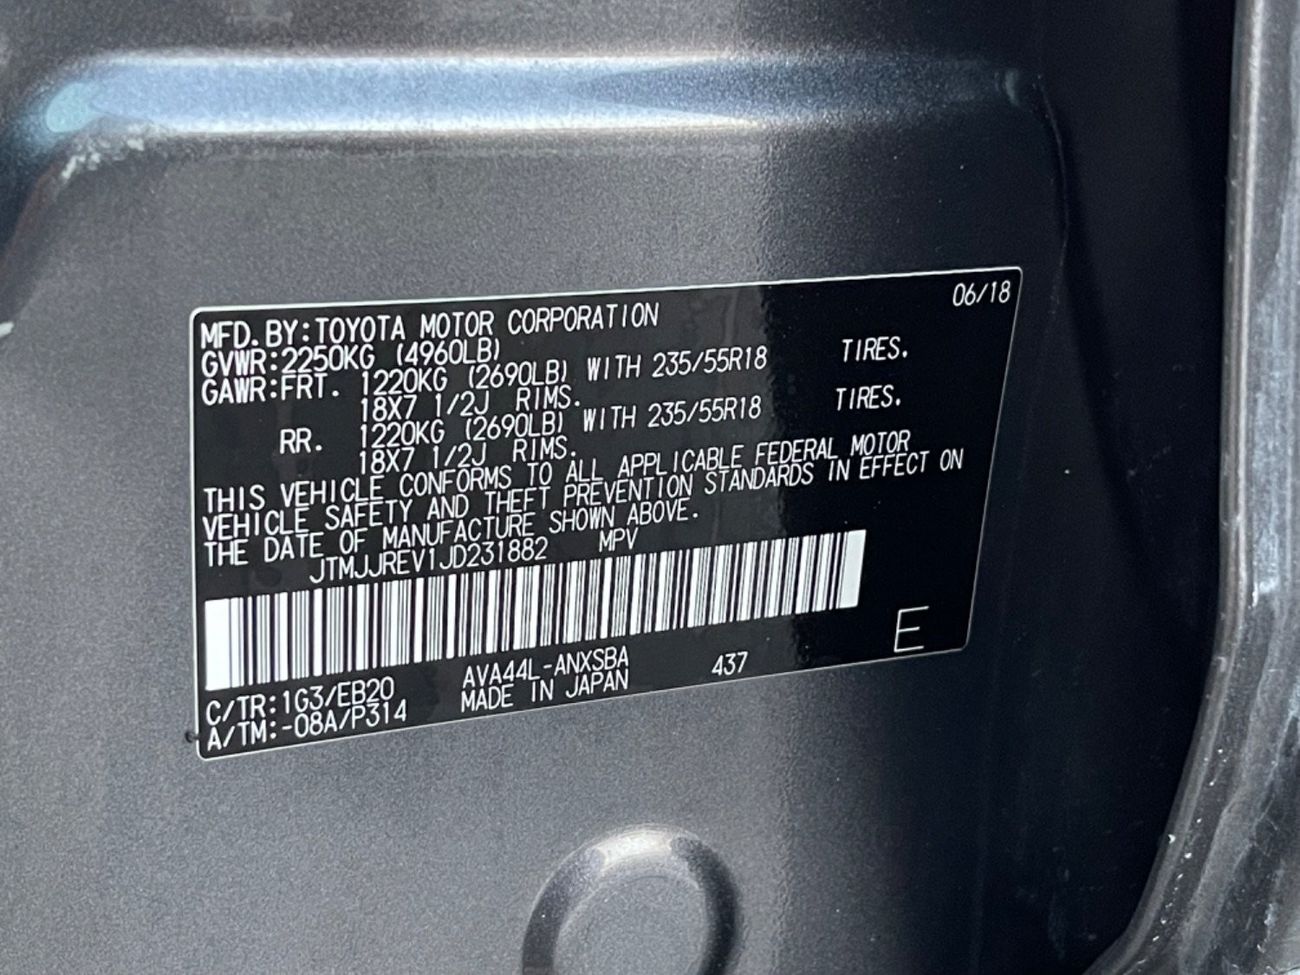 06/18
MFD.BY:TOYOTA MOTOR CORPORATION
GVWR:2250KG (4960LB)
GAWR:FRT. 1220KG (2690LB) WITH 235/55R18 TIRES.
18X7 1/2J RIMS.
RR. 1220KG (2690LB) WITH 235/55R18 TIRES.
18X7 1/2J RIMS.
THIS VEHICLE CONFORMS TO ALL APPLICABLE FEDERAL MOTOR
VEHICLE SAFETY AND THEFT PREVENTION STANDARDS IN EFFECT ON
THE DATE OF MANUFACTURE SHOWN ABOVE.
JTMJJREV1JD231882 MPV
E
C/TR:1G3/EB20 AVA44L-ANXSBA 437
A/TM:-08A/P314 MADE IN JAPAN